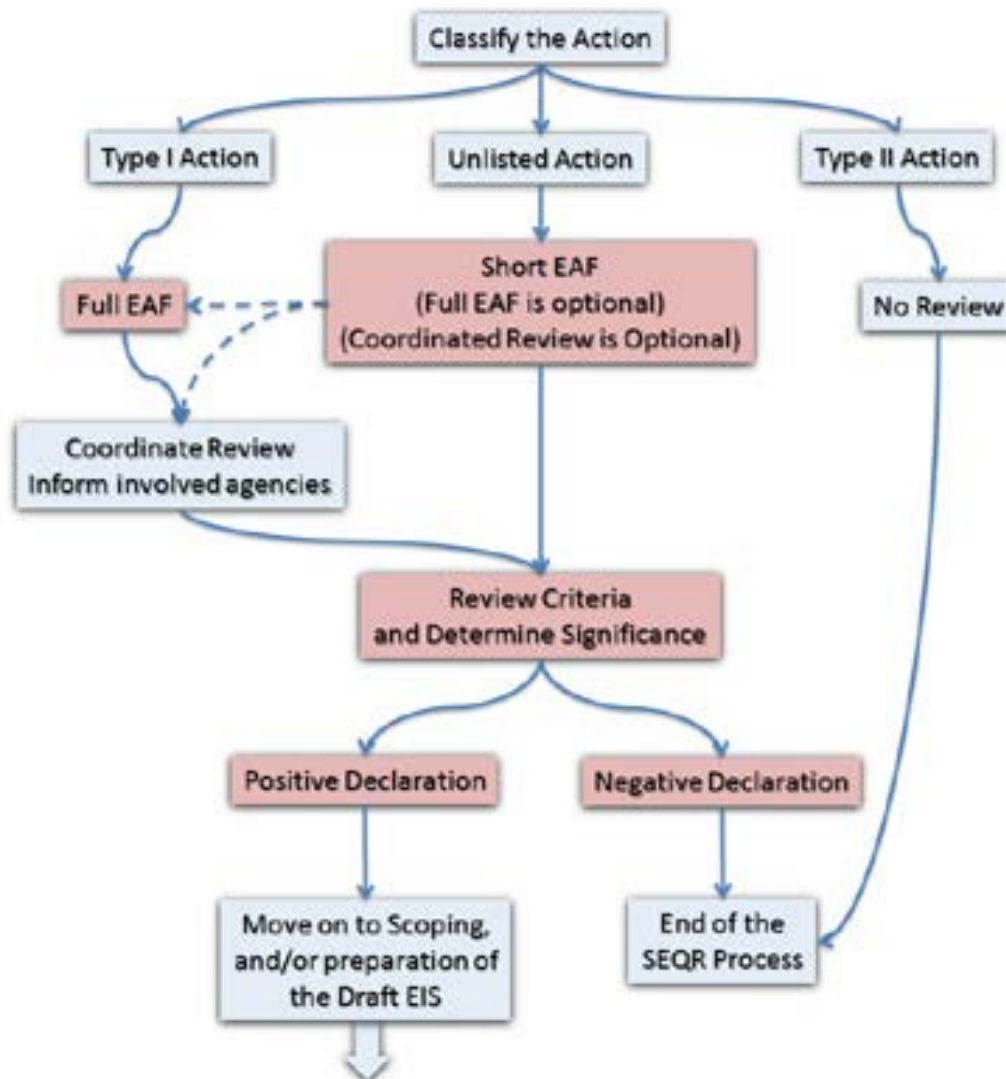 Classify the Action
Type I Action
Unlisted Action
Type II Action
Full EAF
Short EAF
(Full EAF is optional)
(Coordinated Review is Optional)
No Review
Coordinate Review
Inform involved agencies
Review Criteria
and Determine Significance
Positive Declaration
Negative Declaration
Move on to Scoping,
and/or preparation of
the Draft EIS
End of the
SEQR Process